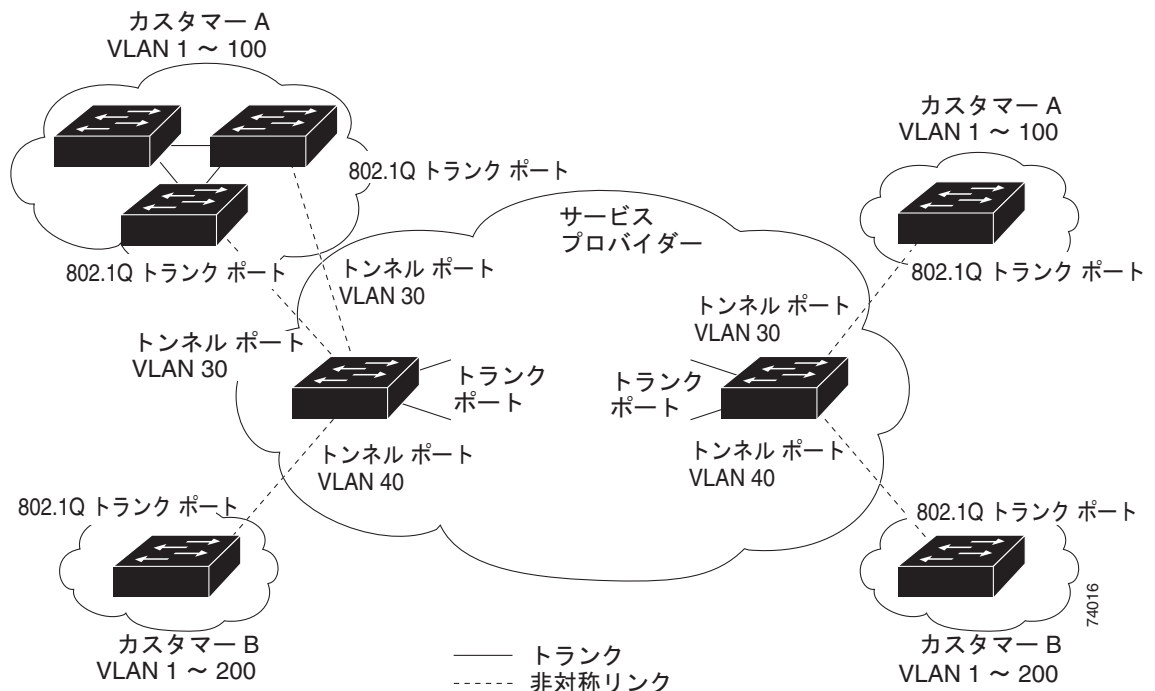 カスタマー A
VLAN 1 ~ 100
802.1Q トランク ポート
802.1Q トランク ポート
トンネル ポート
VLAN 30
トンネル ポート
VLAN 30
サービス
プロバイダー
カスタマー A
VLAN 1 ~ 100
802.1Q トランク ポート
トンネル ポート
VLAN 30
トランク
ポート
トランク
ポート
トンネル ポート
VLAN 40
トンネル ポート
VLAN 40
802.1Q トランク ポート
802.1Q トランク ポート
カスタマー B
VLAN 1 ~ 200
カスタマー B
VLAN 1 ~ 200
74016
トランク
非対称リンク